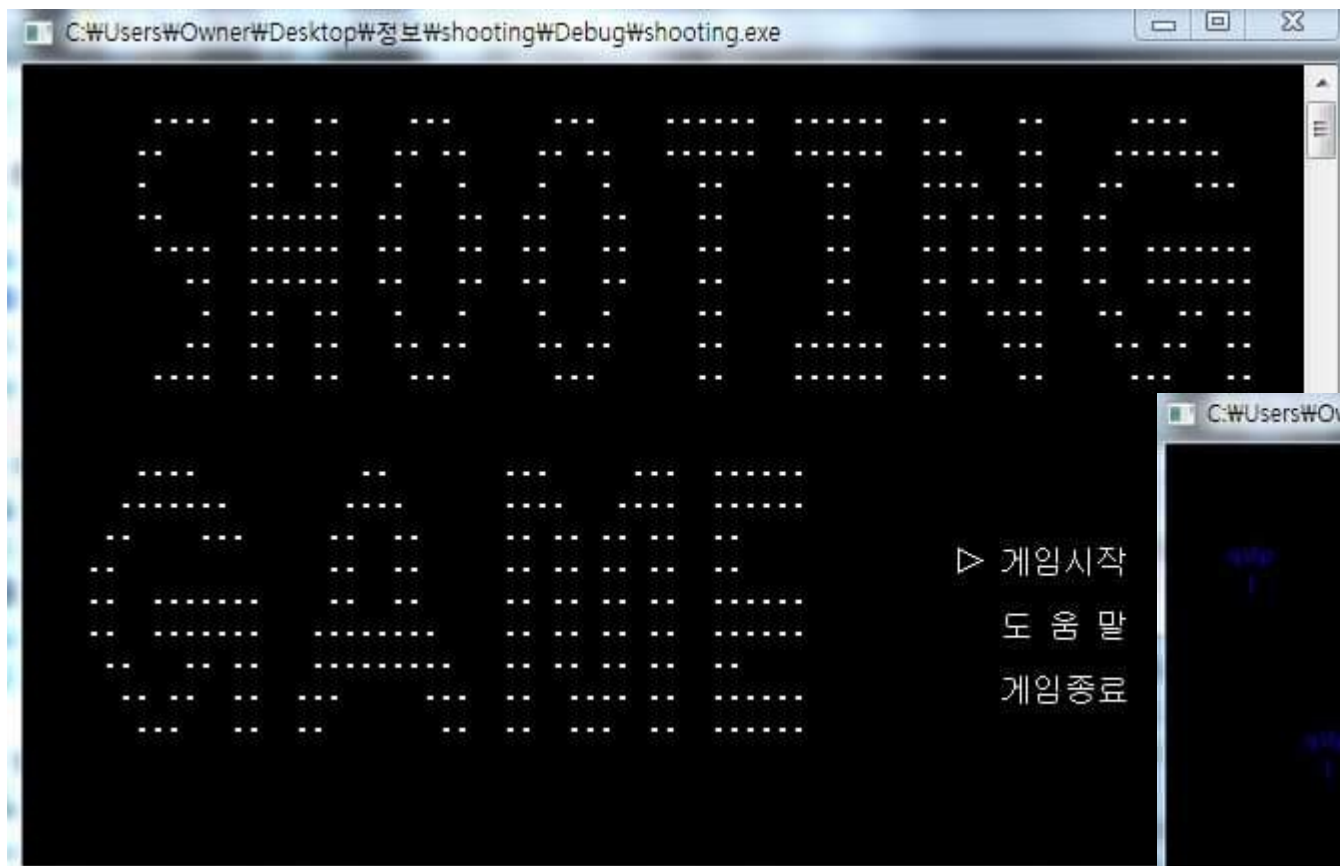 C:₩Users₩Owner₩Desktop₩정보₩shooting₩Debug₩shooting.exe
SHOOTING
GAME
▷ 게임시작
도 움 말
게임종료
C:₩Users₩Ow